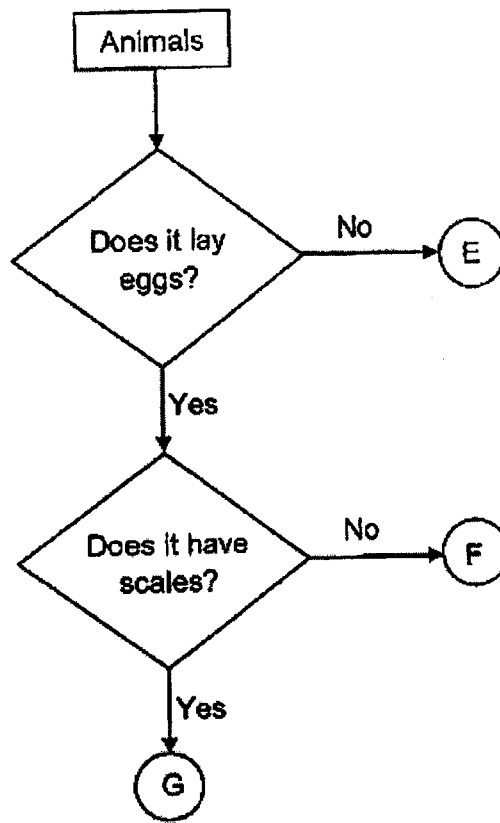 Animals
Does it lay
eggs?
No
E
Yes
Does it have
scales?
No
F
Yes
G